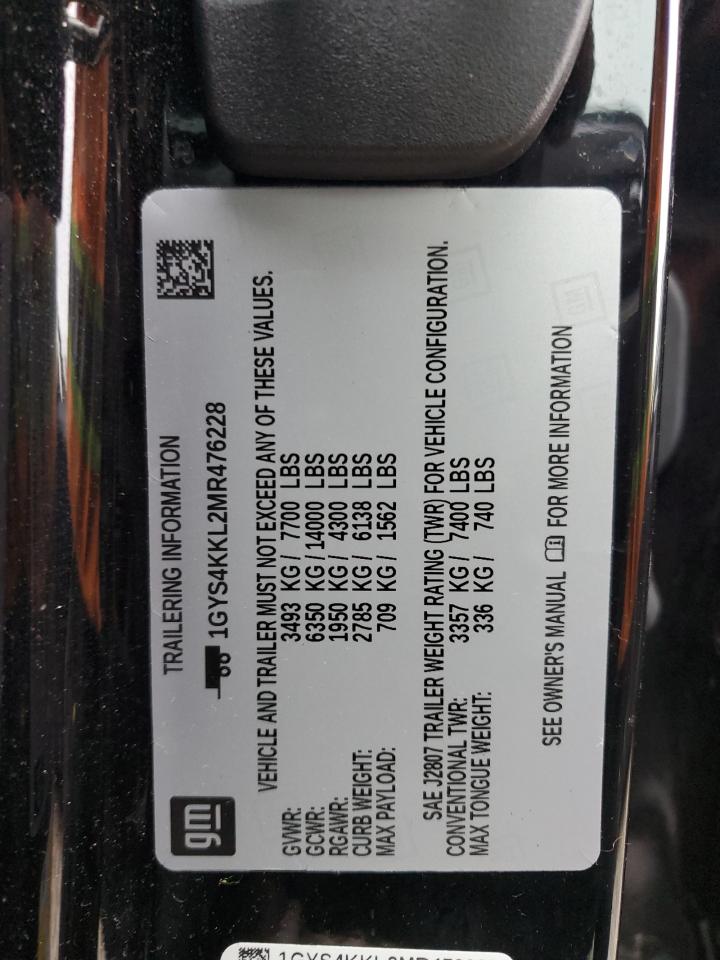 gm
TRAILERING INFORMATION
1GYS4KKL2MR476228
VEHICLE AND TRAILER MUST NOT EXCEED ANY OF THESE VALUES.
GVWR: 3493 KG / 7700 LBS
GCWR: 6350 KG / 14000 LBS
RGAWR: 1950 KG / 4300 LBS
CURB WEIGHT: 2785 KG / 6138 LBS
MAX PAYLOAD: 709 KG / 1562 LBS
SAE J2807 TRAILER WEIGHT RATING (TWR) FOR VEHICLE CONFIGURATION.
CONVENTIONAL TWR: 3357 KG / 7400 LBS
MAX TONGUE WEIGHT: 336 KG / 740 LBS
SEE OWNER'S MANUAL FOR MORE INFORMATION